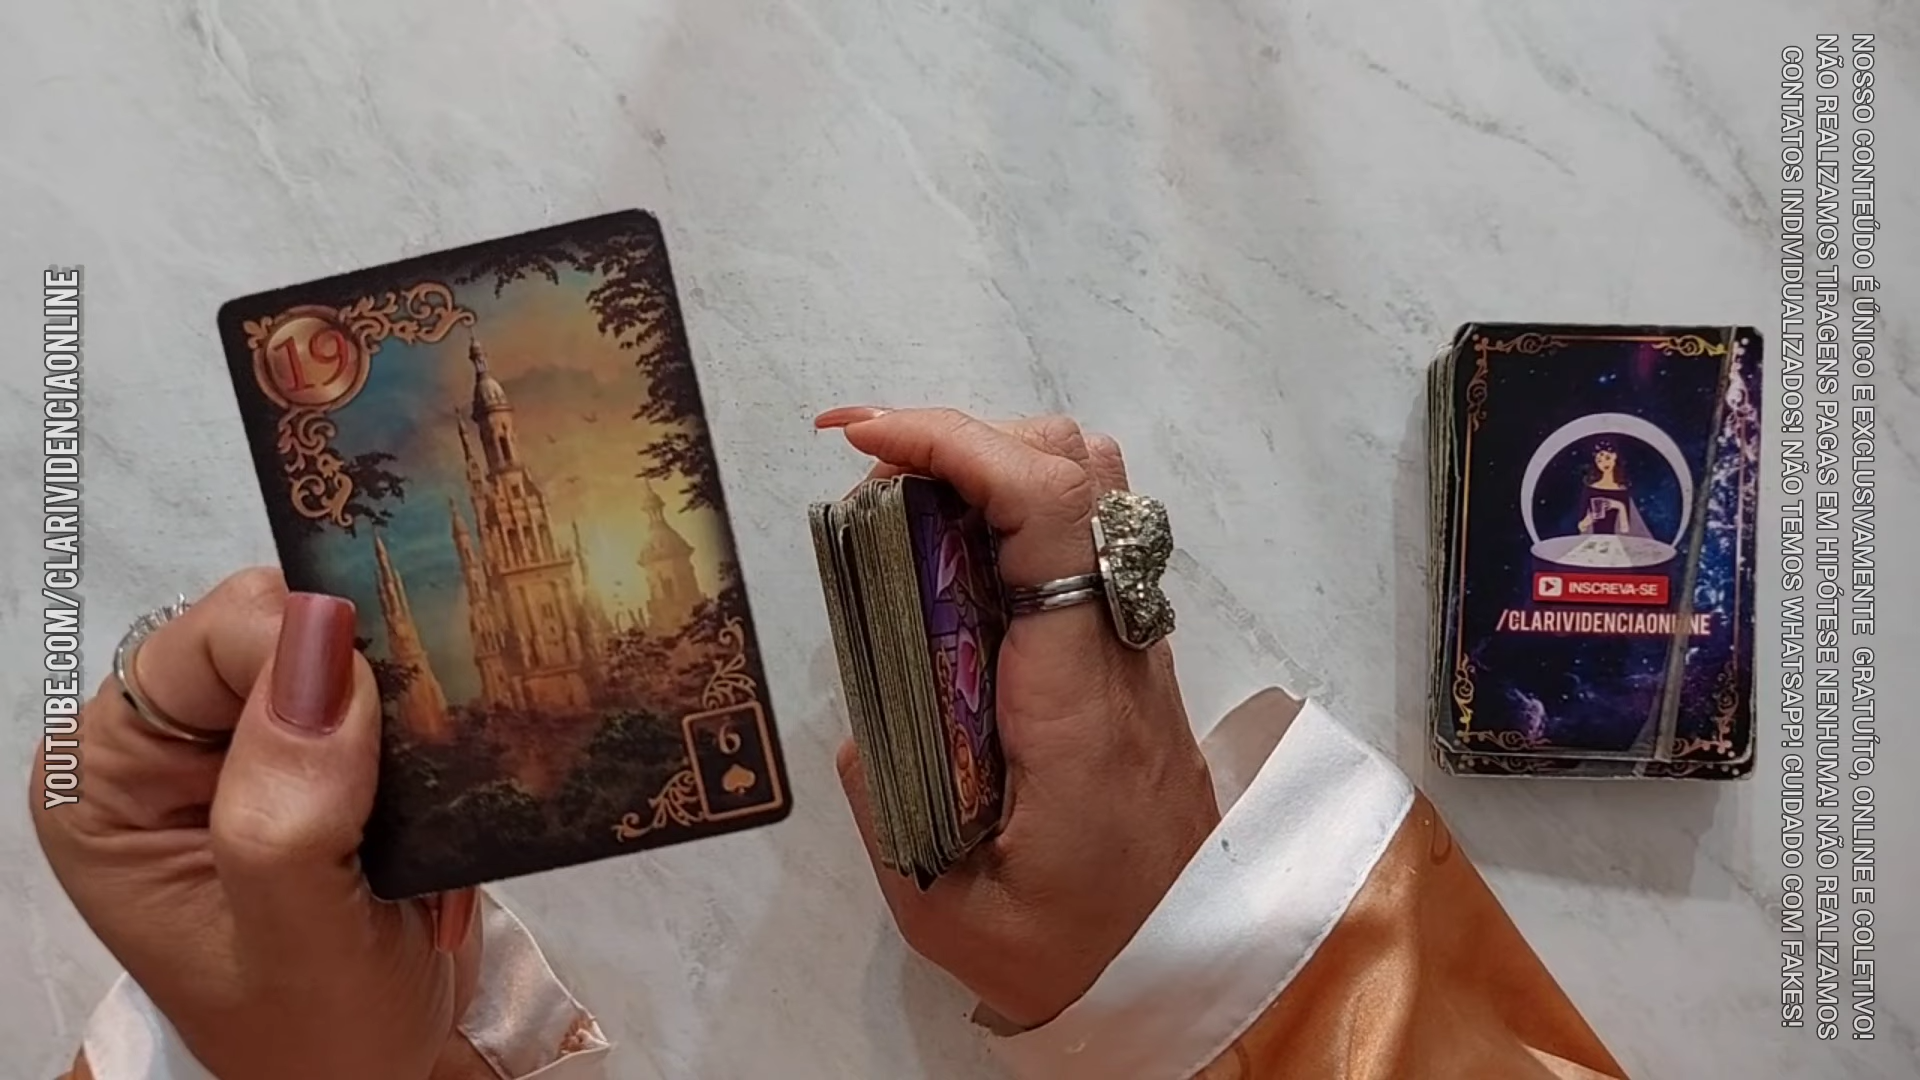 YOUTUBE.COM/CLARIVIDENCIAONLINE
19
6
INSCREVA-SE
/CLARIVIDENCIAONLINE
NOSSO CONTEÚDO É ÚNICO E EXCLUSIVAMENTE GRATUÍTO, ONLINE E COLETIVO!
NÃO REALIZAMOS TIRAGENS PAGAS EM HIPÓTESE NENHUMA! NÃO REALIZAMOS
CONTATOS INDIVIDUALIZADOS! NÃO TEMOS WHATSAPP! CUIDADO COM FAKES!